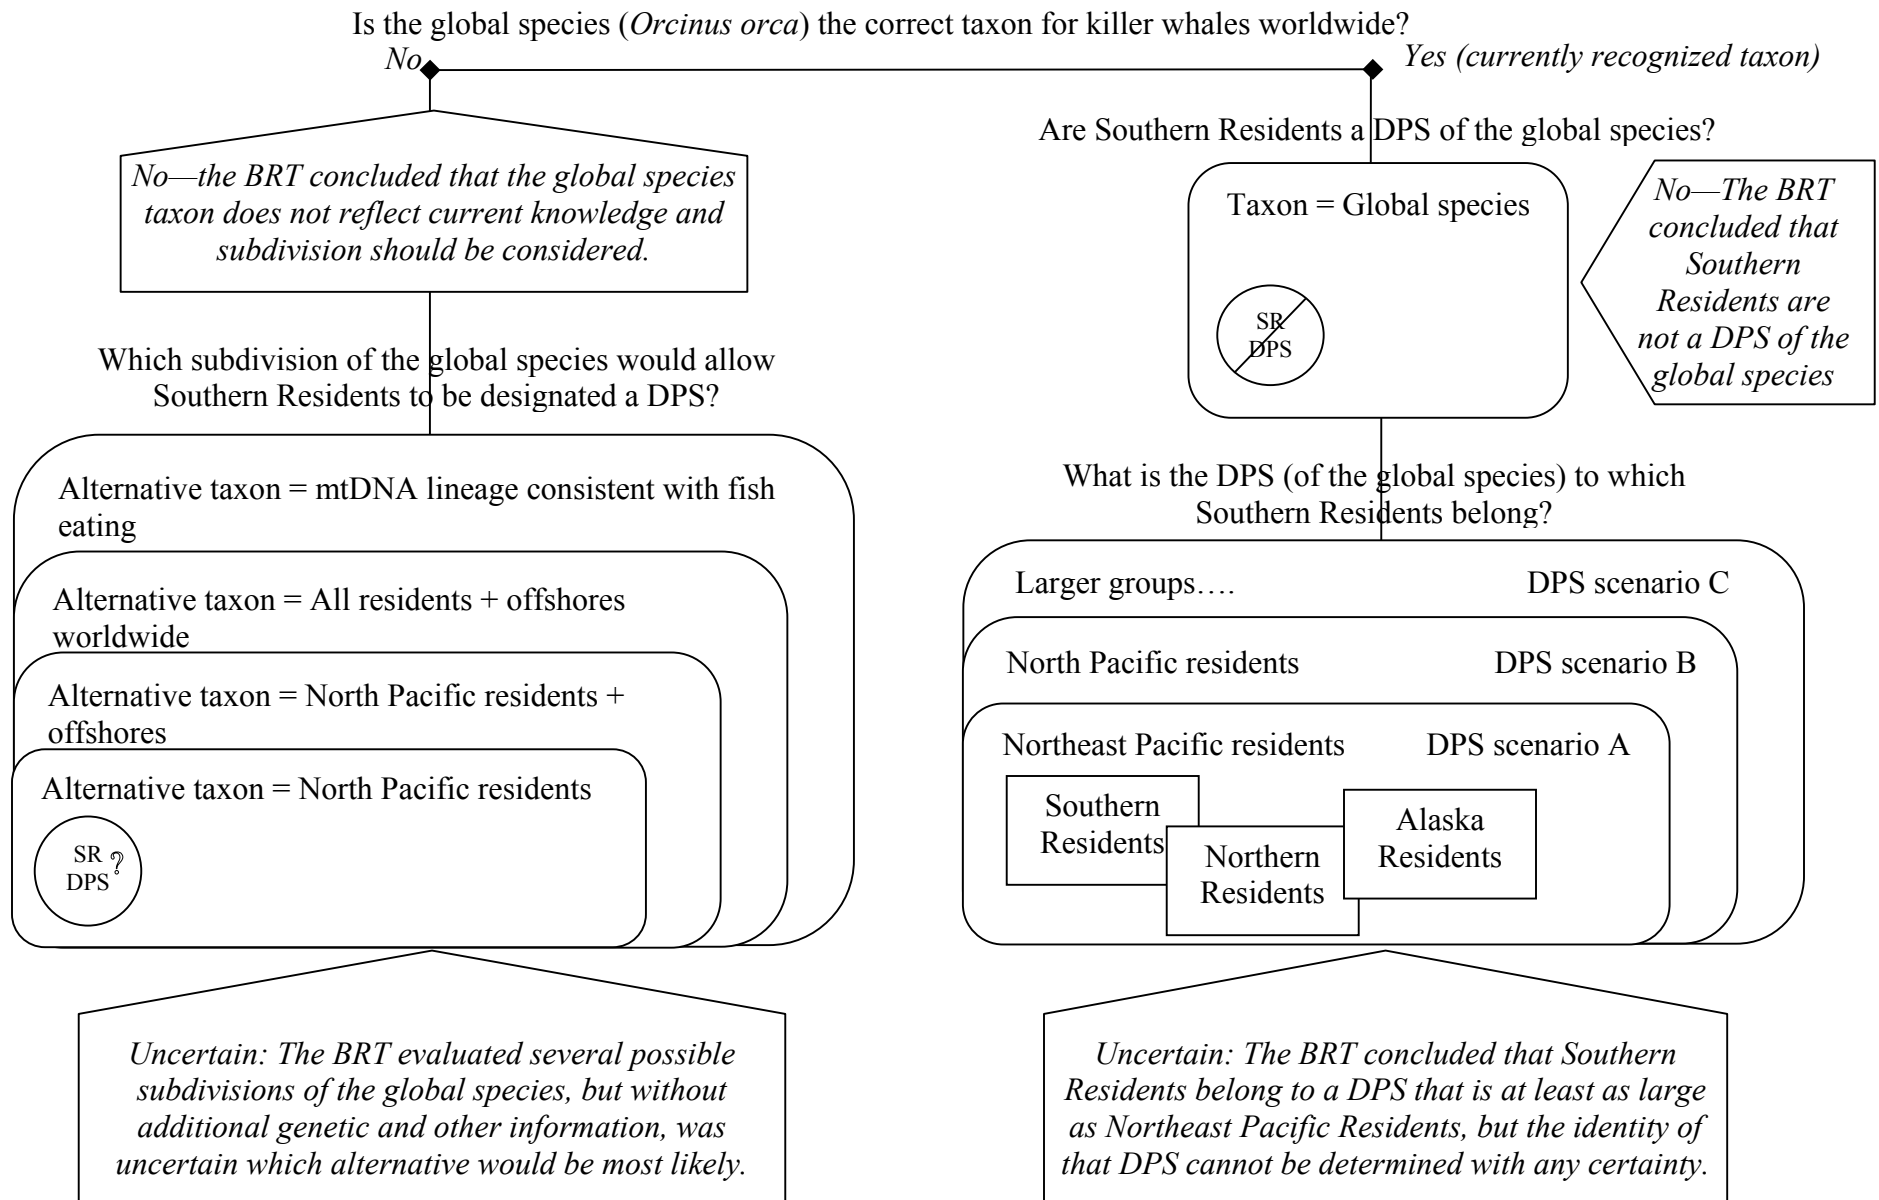 Is the global species (Orcinus orca) the correct taxon for killer whales worldwide?
No
Yes (currently recognized taxon)
No—the BRT concluded that the global species
taxon does not reflect current knowledge and
subdivision should be considered.
Which subdivision of the global species would allow
Southern Residents to be designated a DPS?
Alternative taxon = mtDNA lineage consistent with fish
eating
Alternative taxon = All residents + offshores
worldwide
Alternative taxon = North Pacific residents +
offshores
Alternative taxon = North Pacific residents
SR ?
DPS
Uncertain: The BRT evaluated several possible
subdivisions of the global species, but without
additional genetic and other information, was
uncertain which alternative would be most likely.
Are Southern Residents a DPS of the global species?
Taxon = Global species
SR
DPS
No—The BRT
concluded that
Southern
Residents are
not a DPS of the
global species
What is the DPS (of the global species) to which
Southern Residents belong?
Larger groups…. DPS scenario C
North Pacific residents DPS scenario B
Northeast Pacific residents DPS scenario A
Southern
Residents
Northern
Residents
Alaska
Residents
Uncertain: The BRT concluded that Southern
Residents belong to a DPS that is at least as large
as Northeast Pacific Residents, but the identity of
that DPS cannot be determined with any certainty.